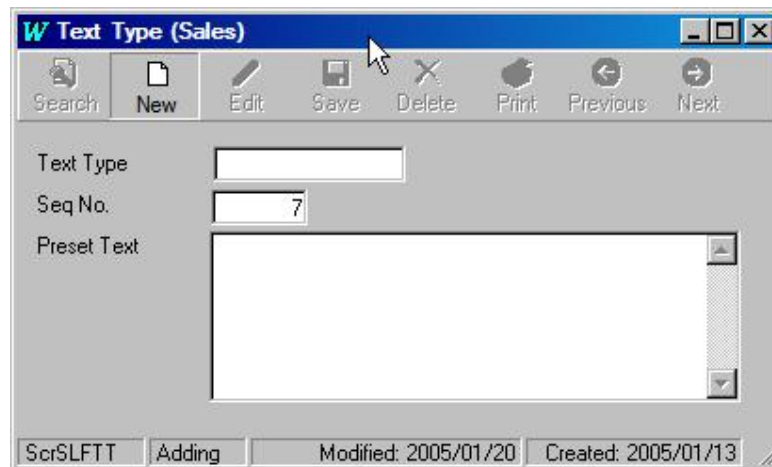 W Text Type (Sales)
Search New Edit Save Delete Print Previous Next
Text Type
Seq No. 7
Preset Text
ScrSLFTT Adding Modified: 2005/01/20 Created: 2005/01/13